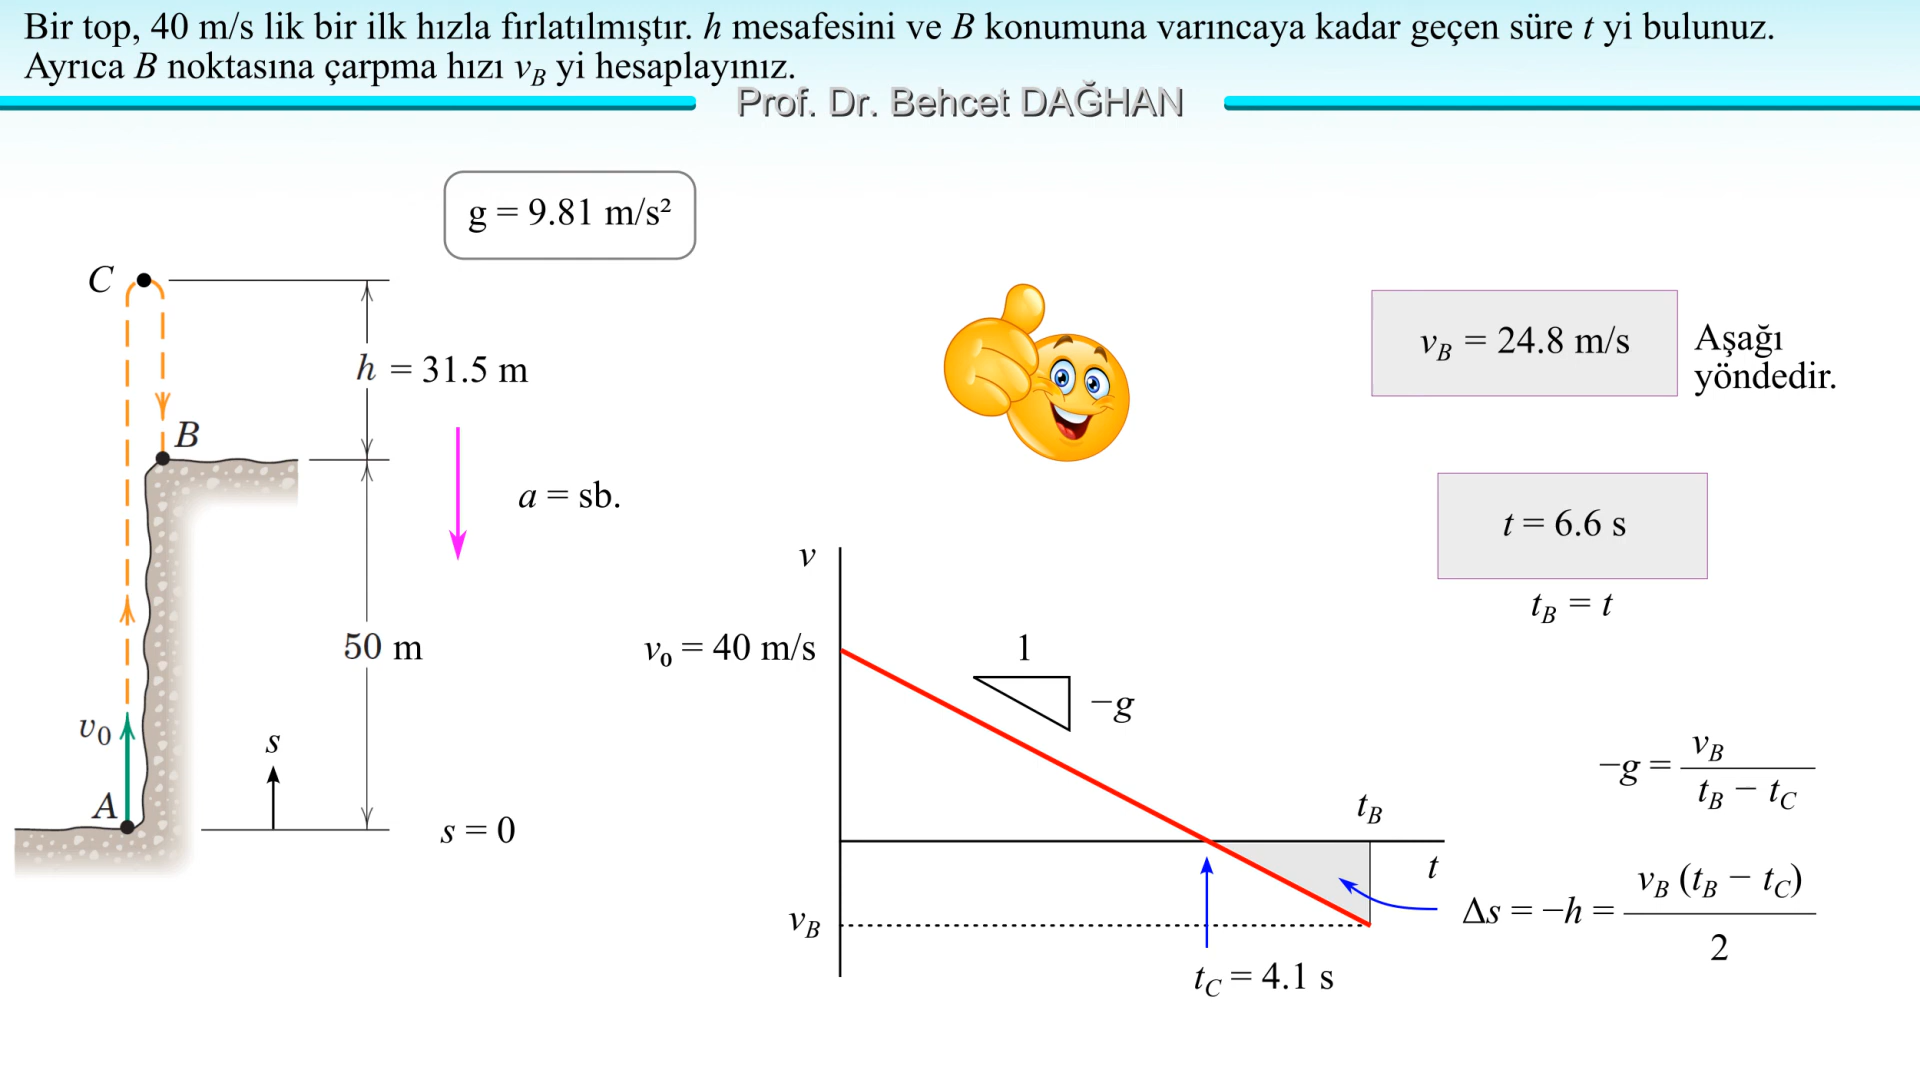 Bir top, 40 m/s lik bir ilk hızla fırlatılmıştır. h mesafesini ve B konumuna varıncaya kadar geçen süre t yi bulunuz.
Ayrıca B noktasına çarpma hızı v_B yi hesaplayınız.
Prof. Dr. Behcet DAĞHAN
g = 9.81 m/s²
C
h = 31.5 m
B
a = sb.
50 m
v_0
s
A
s = 0
v
v_0 = 40 m/s
1
−g
t_B
t
v_B
t_C = 4.1 s
v_B = 24.8 m/s
Aşağı
yöndedir.
t = 6.6 s
t_B = t
−g = v_B / (t_B − t_C)
Δs = −h = v_B (t_B − t_C) / 2